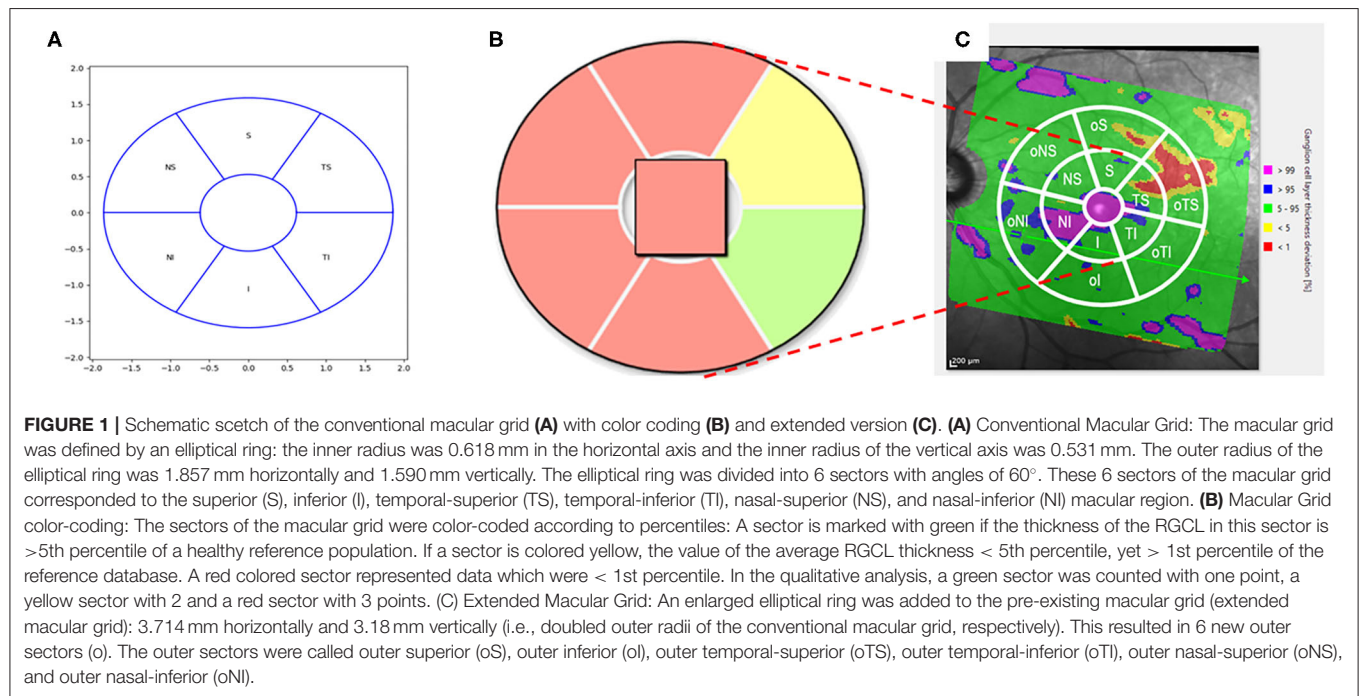 A
2.0
1.5
1.0
0.5
0.0
−0.5
−1.0
−1.5
−2.0
−2.0 −1.5 −1.0 −0.5 0.0 0.5 1.0 1.5 2.0
S
NS
TS
NI
TI
I
B
C
oS
oNS
S
NS
TS
oTS
oNI
NI
TI
I
oTI
oI
200 µm
> 99
> 95
5 - 95
< 5
< 1
Ganglion cell layer thickness deviation [%]
FIGURE 1 | Schematic scetch of the conventional macular grid (A) with color coding (B) and extended version (C). (A) Conventional Macular Grid: The macular grid
was defined by an elliptical ring: the inner radius was 0.618 mm in the horizontal axis and the inner radius of the vertical axis was 0.531 mm. The outer radius of the
elliptical ring was 1.857 mm horizontally and 1.590 mm vertically. The elliptical ring was divided into 6 sectors with angles of 60°. These 6 sectors of the macular grid
corresponded to the superior (S), inferior (I), temporal-superior (TS), temporal-inferior (TI), nasal-superior (NS), and nasal-inferior (NI) macular region. (B) Macular Grid
color-coding: The sectors of the macular grid were color-coded according to percentiles: A sector is marked with green if the thickness of the RGCL in this sector is
>5th percentile of a healthy reference population. If a sector is colored yellow, the value of the average RGCL thickness < 5th percentile, yet > 1st percentile of the
reference database. A red colored sector represented data which were < 1st percentile. In the qualitative analysis, a green sector was counted with one point, a
yellow sector with 2 and a red sector with 3 points. (C) Extended Macular Grid: An enlarged elliptical ring was added to the pre-existing macular grid (extended
macular grid): 3.714 mm horizontally and 3.18 mm vertically (i.e., doubled outer radii of the conventional macular grid, respectively). This resulted in 6 new outer
sectors (o). The outer sectors were called outer superior (oS), outer inferior (oI), outer temporal-superior (oTS), outer temporal-inferior (oTI), outer nasal-superior (oNS),
and outer nasal-inferior (oNI).